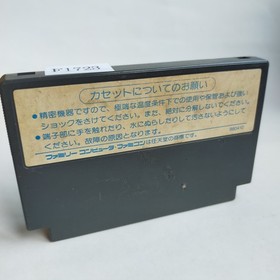 F1723
カセットについてのお願い
●精密機器ですので、極端な温度条件下での使用や保管および強い
ショックをさけてください。また、絶対に分解しないでください。
●端子部に手を触れたり、水にぬらしたりして汚さないようにして
ください。故障の原因となります。
ファミリーコンピュータ・ファミコンは任天堂の商標です。